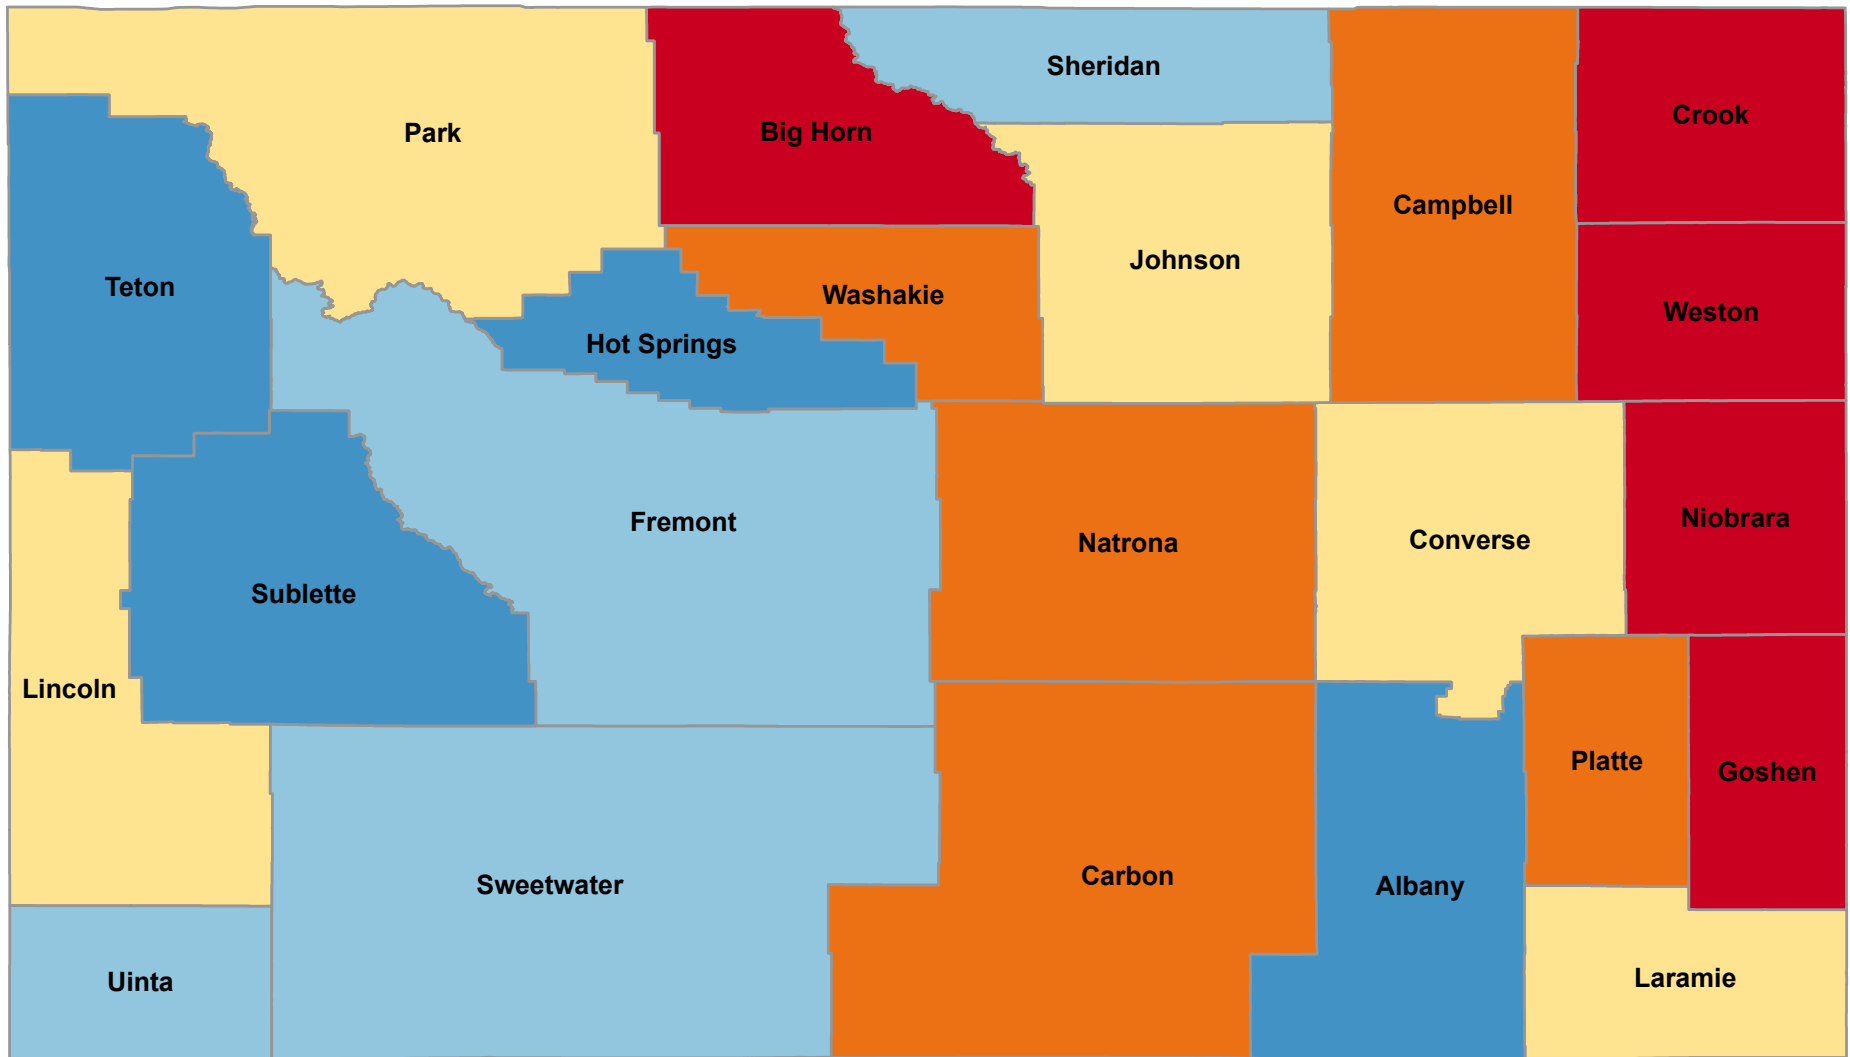 Sheridan
Crook
Park
Big Horn
Campbell
Johnson
Teton
Washakie
Weston
Hot Springs
Niobrara
Fremont
Converse
Natrona
Sublette
Lincoln
Platte
Goshen
Carbon
Sweetwater
Albany
Laramie
Uinta